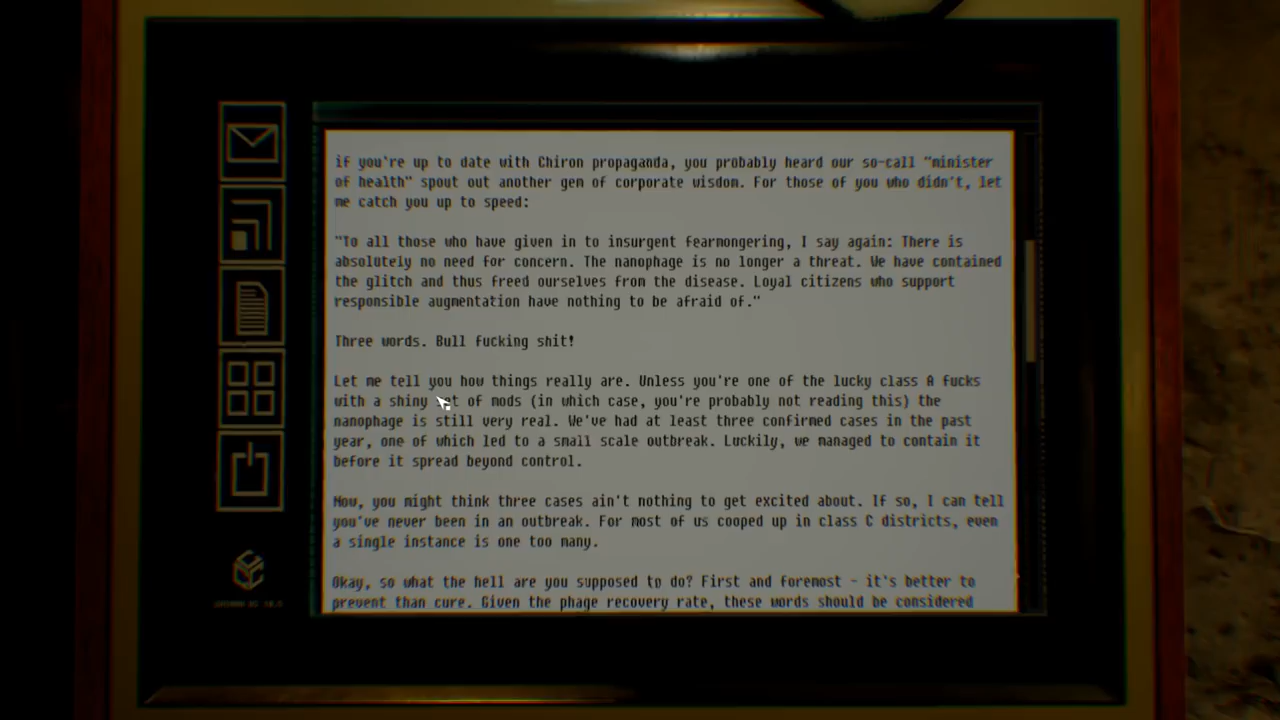 if you're up to date with Chiron propaganda, you probably heard our so-call "minister
of health" spout out another gem of corporate wisdom. For those of you who didn't, let
me catch you up to speed:
"To all those who have given in to insurgent fearmongering, I say again: There is
absolutely no need for concern. The nanophage is no longer a threat. We have contained
the glitch and thus freed ourselves from the disease. Loyal citizens who support
responsible augmentation have nothing to be afraid of."
Three words. Bull fucking shit!
Let me tell you how things really are. Unless you're one of the lucky class A fucks
with a shiny of mods (in which case, you're probably not reading this) the
nanophage is still very real. We've had at least three confirmed cases in the past
year, one of which led to a small scale outbreak. Luckily, we managed to contain it
before it spread beyond control.
Now, you might think three cases ain't nothing to get excited about. If so, I can tell
you've never been in an outbreak. For most of us cooped up in class C districts, even
a single instance is one too many.
Okay, so what the hell are you supposed to do? First and foremost - it's better to
prevent than cure. Given the phage recovery rate, these words should be considered